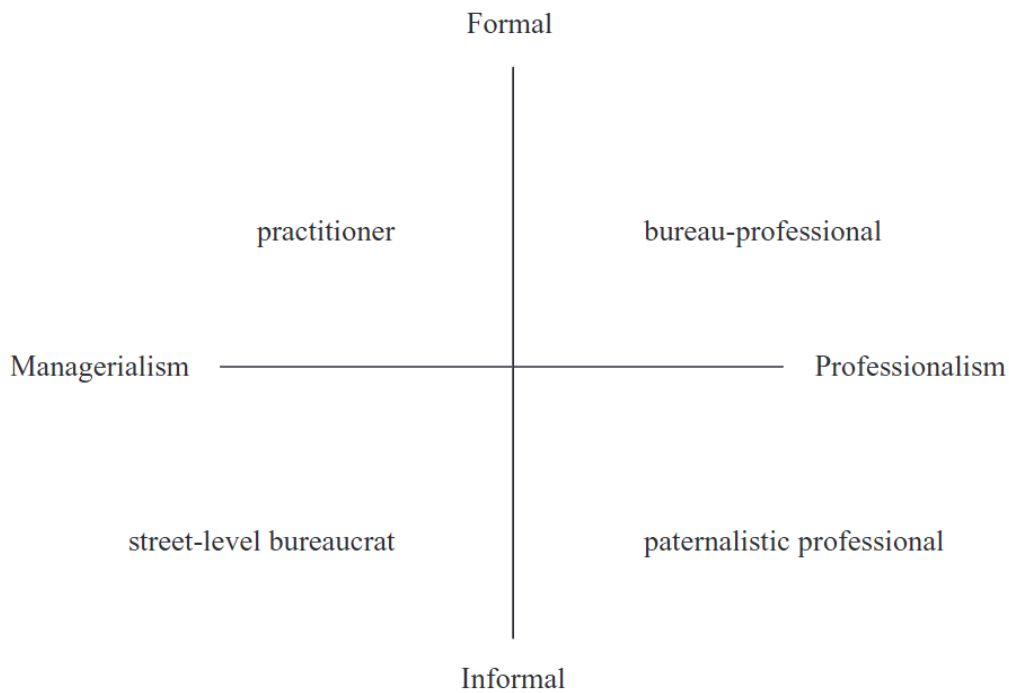 Formal
practitioner
bureau-professional
Managerialism
Professionalism
street-level bureaucrat
paternalistic professional
Informal